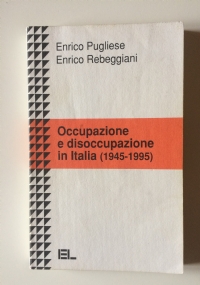 Enrico Pugliese
Enrico Rebeggiani
Occupazione
e disoccupazione
in Italia (1945-1995)
EL